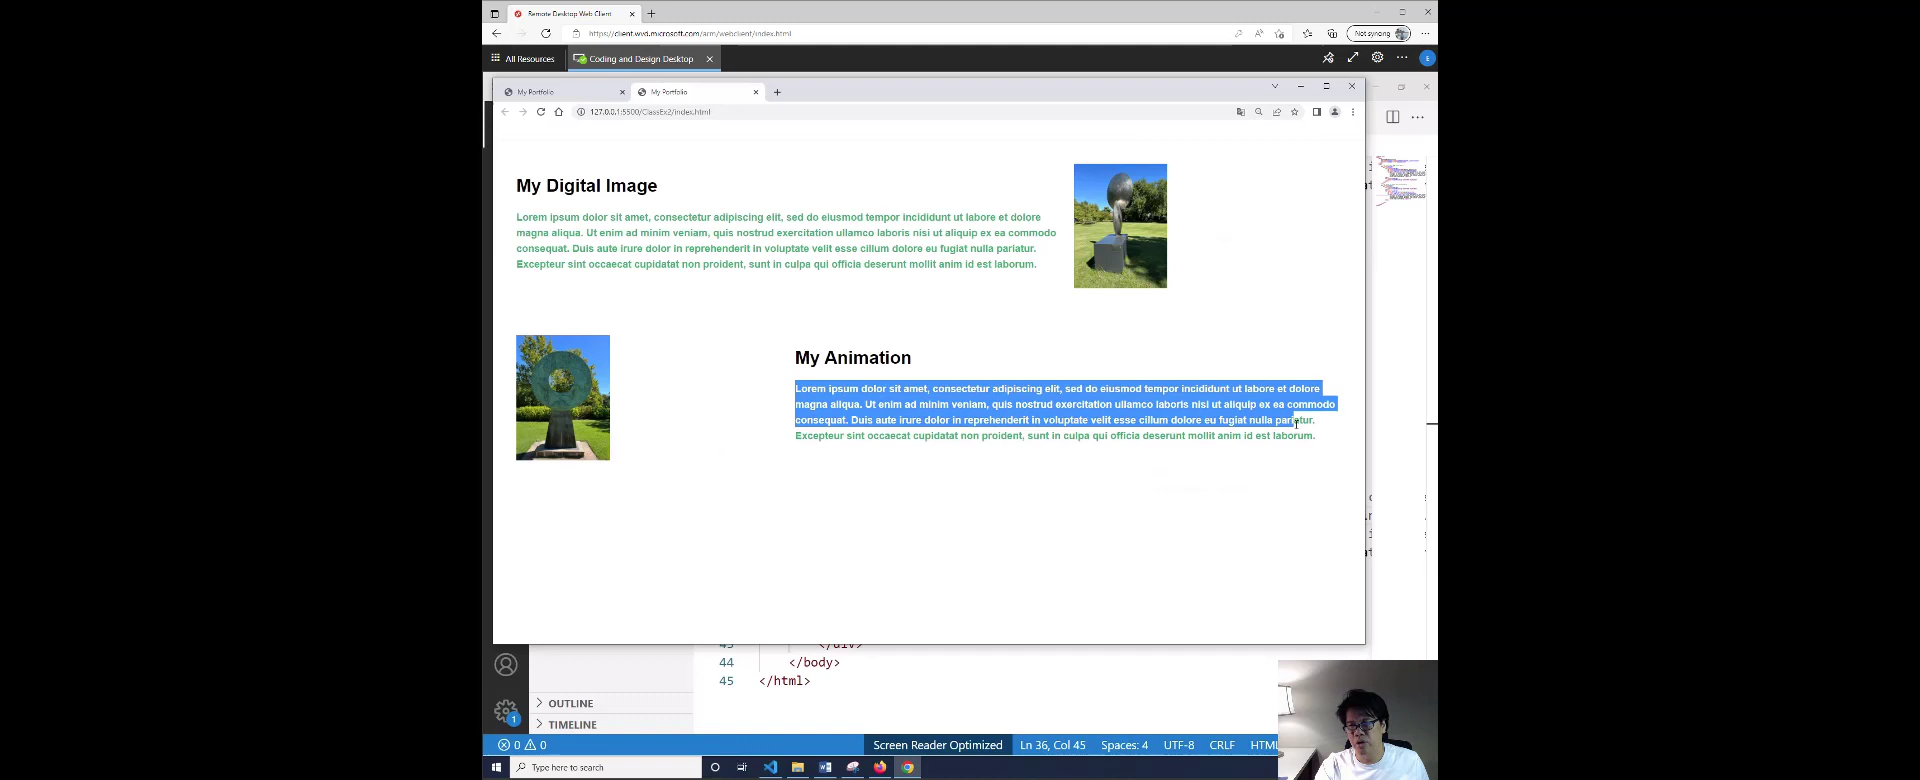 Remote Desktop Web Client
https://client.wvd.microsoft.com/arm/webclient/index.html
Not syncing
All Resources
Coding and Design Desktop
E
My Portfolio
My Portfolio
127.0.0.1:5500/ClassEx2/index.html
My Digital Image
Lorem ipsum dolor sit amet, consectetur adipiscing elit, sed do eiusmod tempor incididunt ut labore et dolore
magna aliqua. Ut enim ad minim veniam, quis nostrud exercitation ullamco laboris nisi ut aliquip ex ea commodo
consequat. Duis aute irure dolor in reprehenderit in voluptate velit esse cillum dolore eu fugiat nulla pariatur.
Excepteur sint occaecat cupidatat non proident, sunt in culpa qui officia deserunt mollit anim id est laborum.
My Animation
Lorem ipsum dolor sit amet, consectetur adipiscing elit, sed do eiusmod tempor incididunt ut labore et dolore
magna aliqua. Ut enim ad minim veniam, quis nostrud exercitation ullamco laboris nisi ut aliquip ex ea commodo
consequat. Duis aute irure dolor in reprehenderit in voluptate velit esse cillum dolore eu fugiat nulla pariatur.
Excepteur sint occaecat cupidatat non proident, sunt in culpa qui officia deserunt mollit anim id est laborum.
44 </body>
45 </html>
OUTLINE
TIMELINE
1
0 0
Screen Reader Optimized
Ln 36, Col 45
Spaces: 4
UTF-8
CRLF
HTML
Type here to search